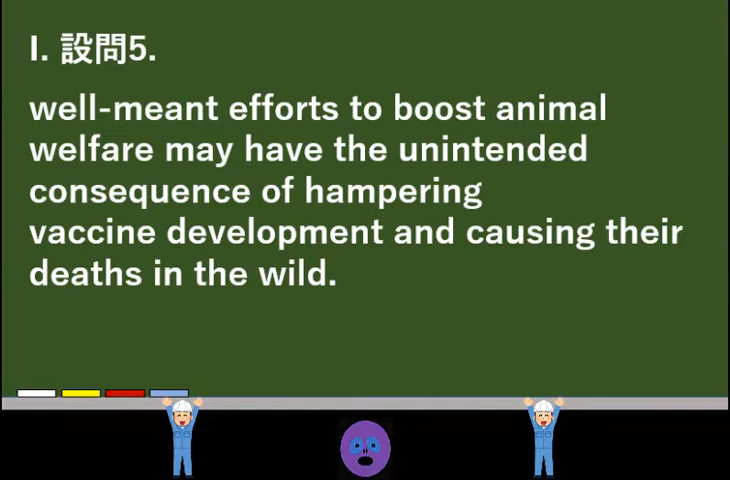 I. 設問5.
well-meant efforts to boost animal
welfare may have the unintended
consequence of hampering
vaccine development and causing their
deaths in the wild.